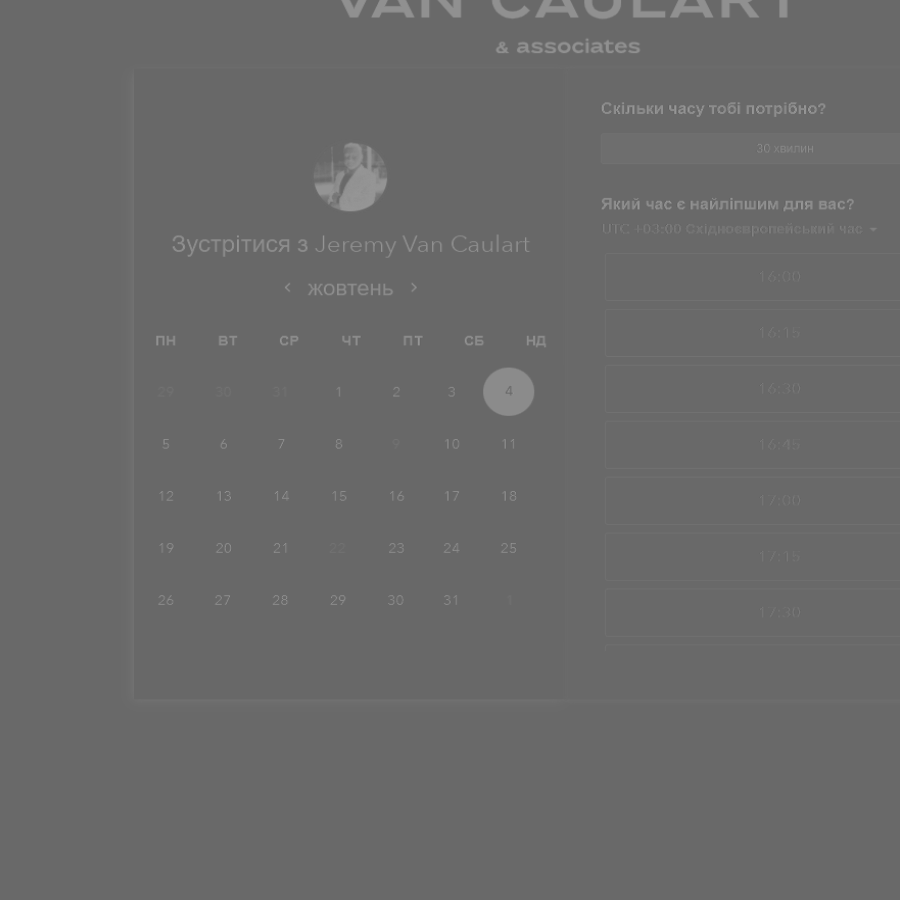 VAN CAULART
& associates
Зустрітися з Jeremy Van Caulart
жовтень
ПН ВТ СР ЧТ ПТ СБ НД
29 30 31 1 2 3 4
5 6 7 8 9 10 11
12 13 14 15 16 17 18
19 20 21 22 23 24 25
26 27 28 29 30 31 1
Скільки часу тобі потрібно?
30 хвилин
Який час є найліпшим для вас?
UTC +03:00 Східноєвропейський час
16:00
16:15
16:30
16:45
17:00
17:15
17:30